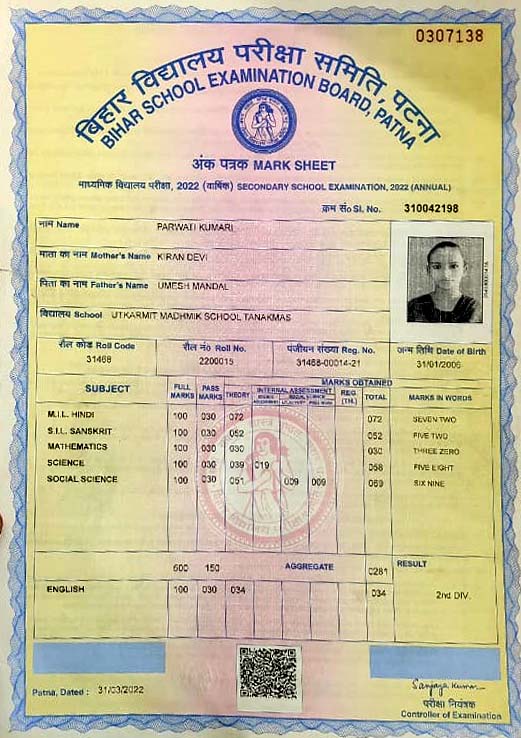 0307138
बिहार विद्यालय परीक्षा समिति, पटना
BIHAR SCHOOL EXAMINATION BOARD, PATNA
अंक पत्रक MARK SHEET
माध्यमिक विद्यालय परीक्षा, 2022 (वार्षिक) SECONDARY SCHOOL EXAMINATION, 2022 (ANNUAL)
क्रम सं० Sl. No. 310042198
नाम Name PARWATI KUMARI
माता का नाम Mother's Name KIRAN DEVI
पिता का नाम Father's Name UMESH MANDAL
विद्यालय School UTKARMIT MADHMIK SCHOOL TANAKMAS
रौल कोड Roll Code रौल नं० Roll No. पंजीयन संख्या Reg. No. जन्म तिथि Date of Birth
31468 2200015 31468-00014-21 31/01/2006
SUBJECT FULL MARKS PASS MARKS MARKS OBTAINED
THEORY INTERNAL ASSESSMENT REG (TH.) TOTAL MARKS IN WORDS
M.I.L. HINDI 100 030 072 072 SEVEN TWO
S.I.L. SANSKRIT 100 030 052 052 FIVE TWO
MATHEMATICS 100 030 030 030 THREE ZERO
SCIENCE 100 030 039 019 058 FIVE EIGHT
SOCIAL SCIENCE 100 030 051 009 009 069 SIX NINE
500 150 AGGREGATE 0281 RESULT
ENGLISH 100 030 034 034 2nd DIV.
Patna, Dated : 31/03/2022
Sanjay Kumar
परीक्षा नियंत्रक
Controller of Examination